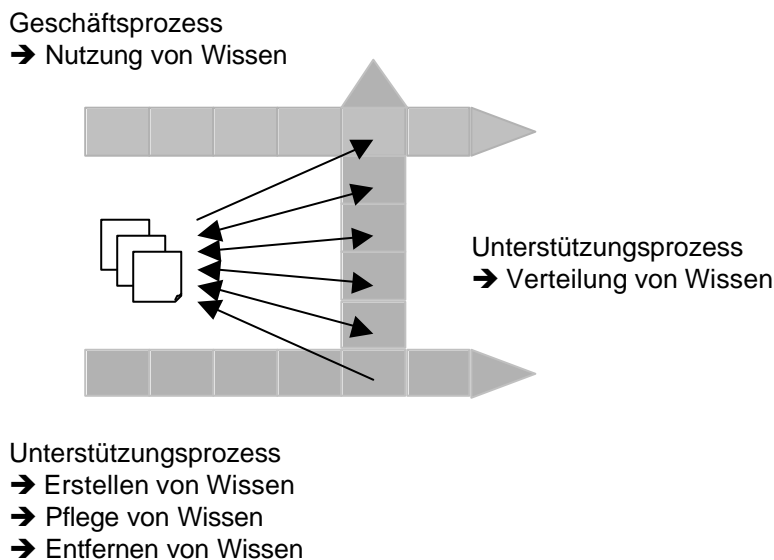 Geschäftsprozess
➔ Nutzung von Wissen
Unterstützungsprozess
➔ Verteilung von Wissen
Unterstützungsprozess
➔ Erstellen von Wissen
➔ Pflege von Wissen
➔ Entfernen von Wissen